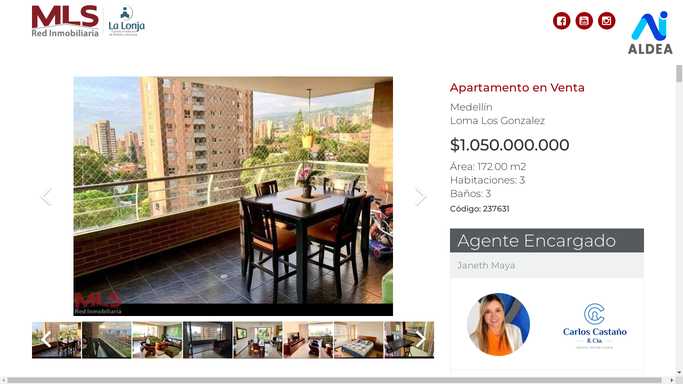 MLS
Red Inmobiliaria
La Lonja
ALDEA
Apartamento en Venta
Medellín
Loma Los Gonzalez
$1.050.000.000
Área: 172.00 m2
Habitaciones: 3
Baños: 3
Código: 237631
MLS
Red Inmobiliaria
Agente Encargado
Janeth Maya
Carlos Castaño
& Cía.